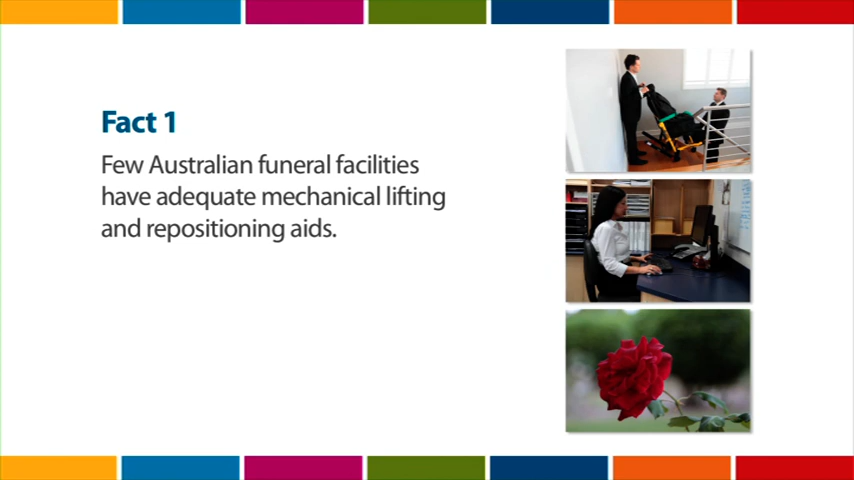 Fact 1
Few Australian funeral facilities
have adequate mechanical lifting
and repositioning aids.